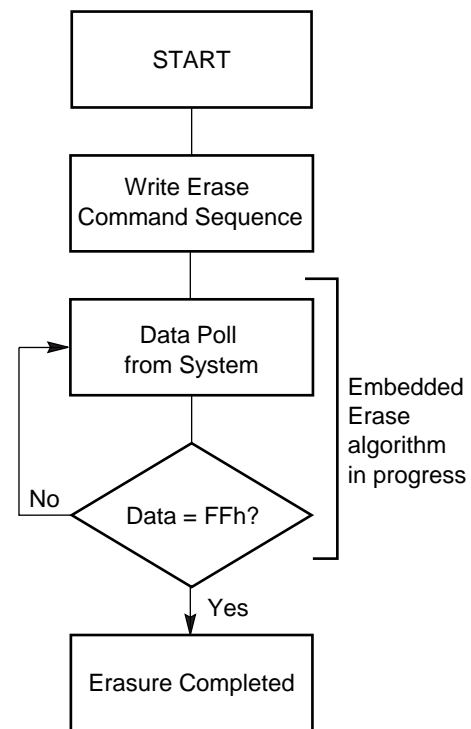 START
Write Erase
Command Sequence
Data Poll
from System
Embedded
Erase
algorithm
in progress
No
Data = FFh?
Yes
Erasure Completed